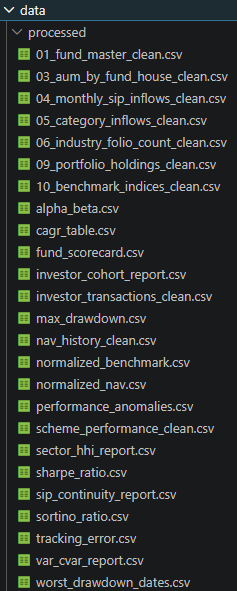 data
processed
01_fund_master_clean.csv
03_aum_by_fund_house_clean.csv
04_monthly_sip_inflows_clean.csv
05_category_inflows_clean.csv
06_industry_folio_count_clean.csv
09_portfolio_holdings_clean.csv
10_benchmark_indices_clean.csv
alpha_beta.csv
cagr_table.csv
fund_scorecard.csv
investor_cohort_report.csv
investor_transactions_clean.csv
max_drawdown.csv
nav_history_clean.csv
normalized_benchmark.csv
normalized_nav.csv
performance_anomalies.csv
scheme_performance_clean.csv
sector_hhi_report.csv
sharpe_ratio.csv
sip_continuity_report.csv
sortino_ratio.csv
tracking_error.csv
var_cvar_report.csv
worst_drawdown_dates.csv